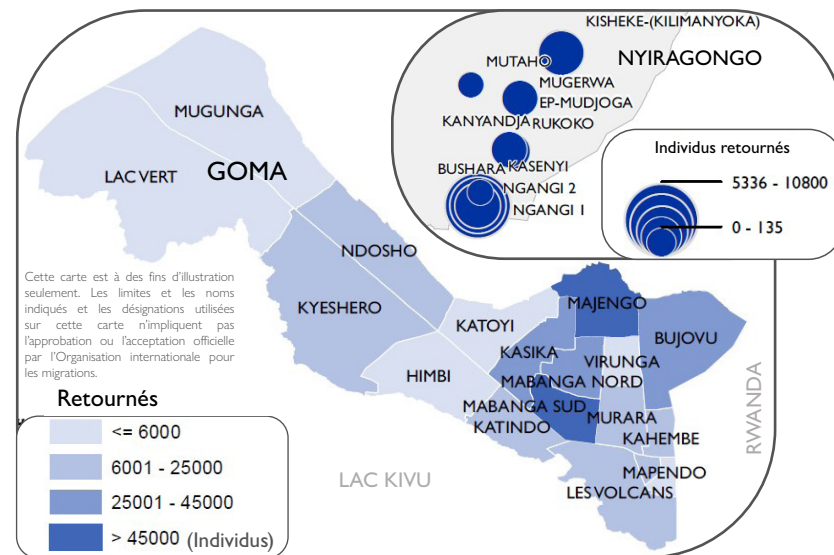 KISHEKE-(KILIMANYOKA)
NYIRAGONGO
MUTAHO
MUGERWA
EP-MUDJOGA
KANYANDJA
RUKOKO
BUSHARA
KASENYI
NGANGI 2
NGANGI 1
Individus retournés
5336 - 10800
0 - 135
MUGUNGA
LAC VERT
GOMA
NDOSHO
KYESHERO
KATOYI
HIMBI
MAJENGO
BUJOVU
KASIKA
VIRUNGA
MABANGA NORD
MABANGA SUD
MURARA
KATINDO
KAHEMBE
MAPENDO
LES VOLCANS
RWANDA
LAC KIVU
Cette carte est à des fins d'illustration
seulement. Les limites et les noms
indiqués et les désignations utilisées
sur cette carte n'impliquent pas
l'approbation ou l'acceptation officielle
par l'Organisation internationale pour
les migrations.
Retournés
<= 6000
6001 - 25000
25001 - 45000
> 45000 (Individus)